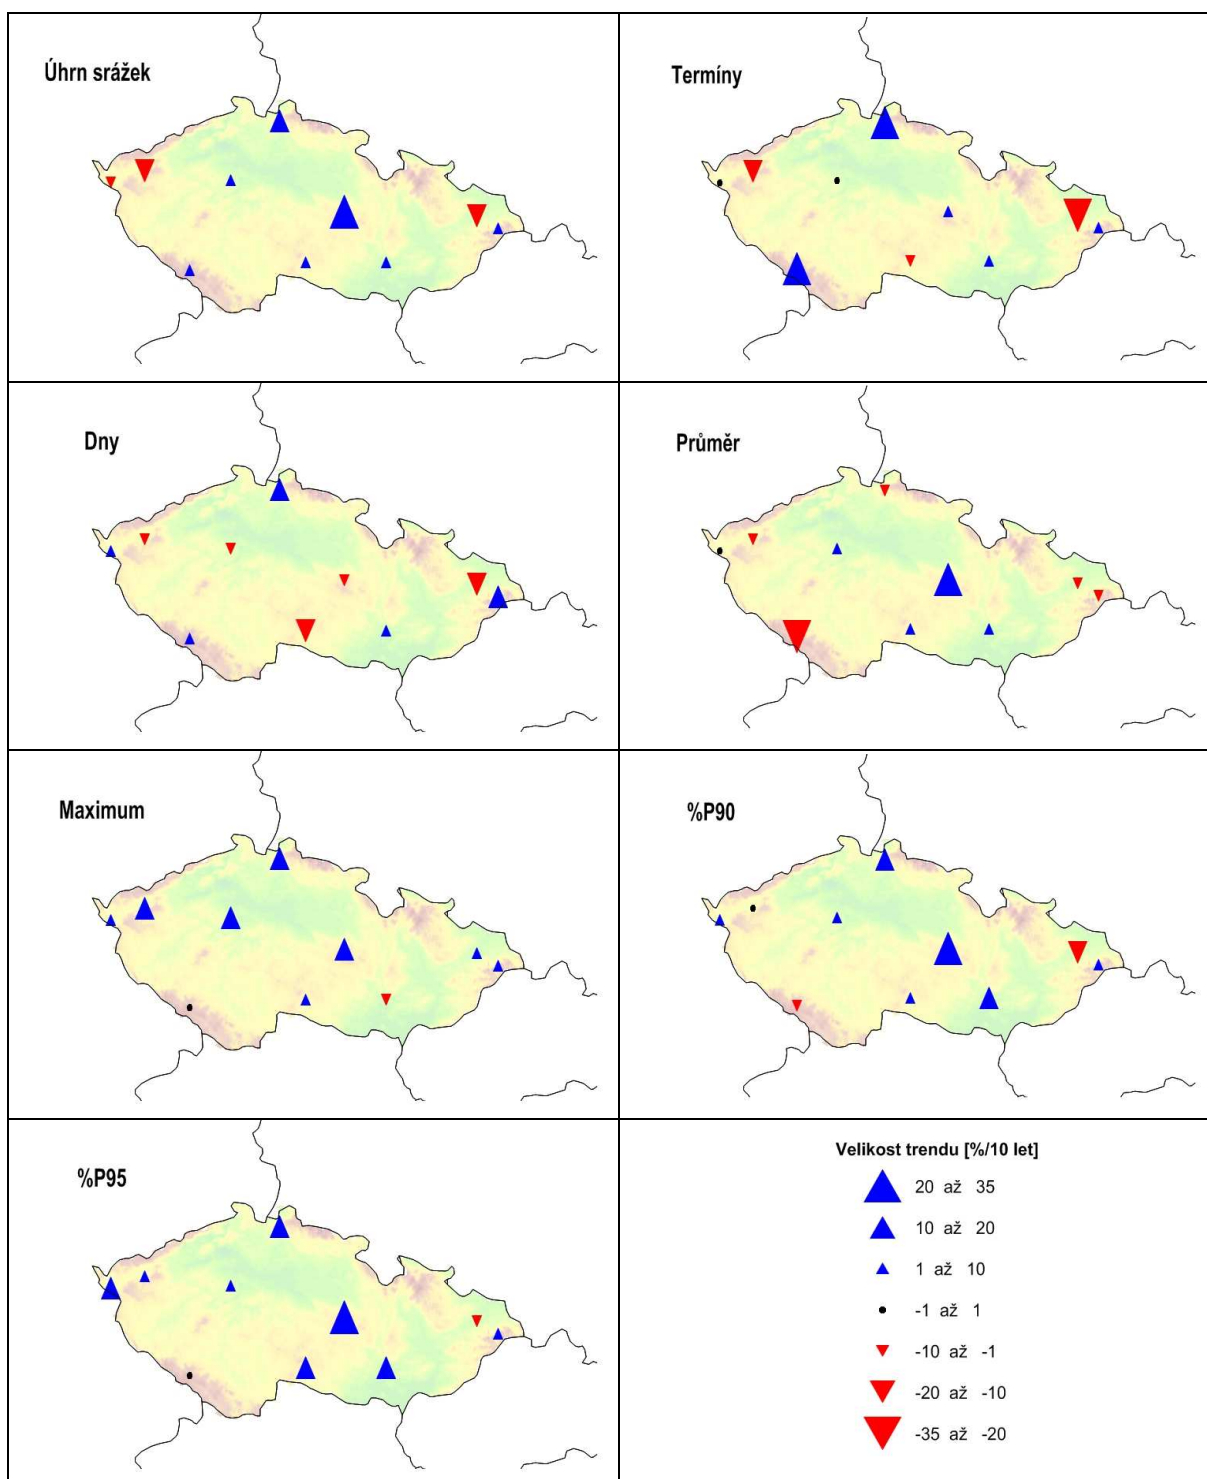 Úhrn srážek
Termíny
Dny
Průměr
Maximum
%P90
%P95
Velikost trendu [%/10 let]
20 až 35
10 až 20
1 až 10
-1 až 1
-10 až -1
-20 až -10
-35 až -20